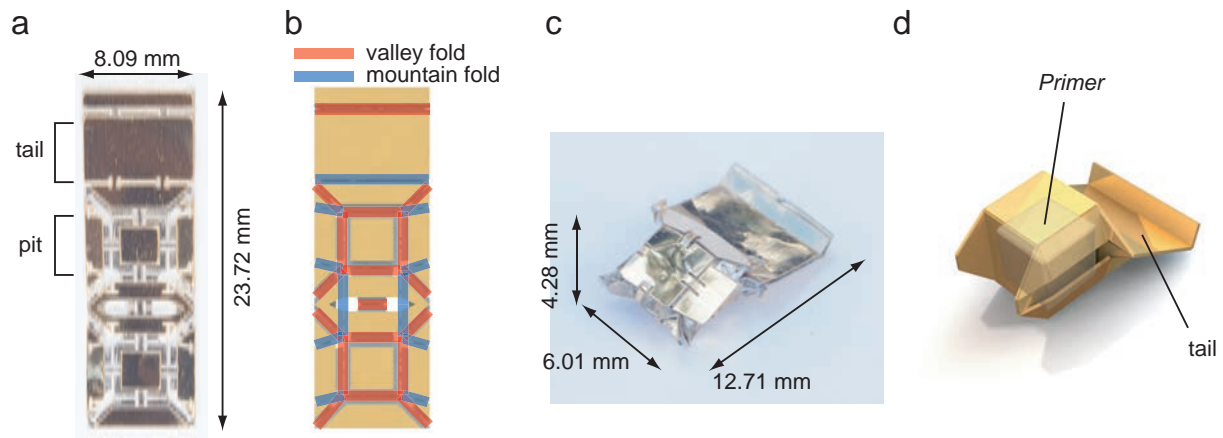 a
8.09 mm
tail
pit
23.72 mm
b
valley fold
mountain fold
c
4.28 mm
6.01 mm
12.71 mm
d
Primer
tail